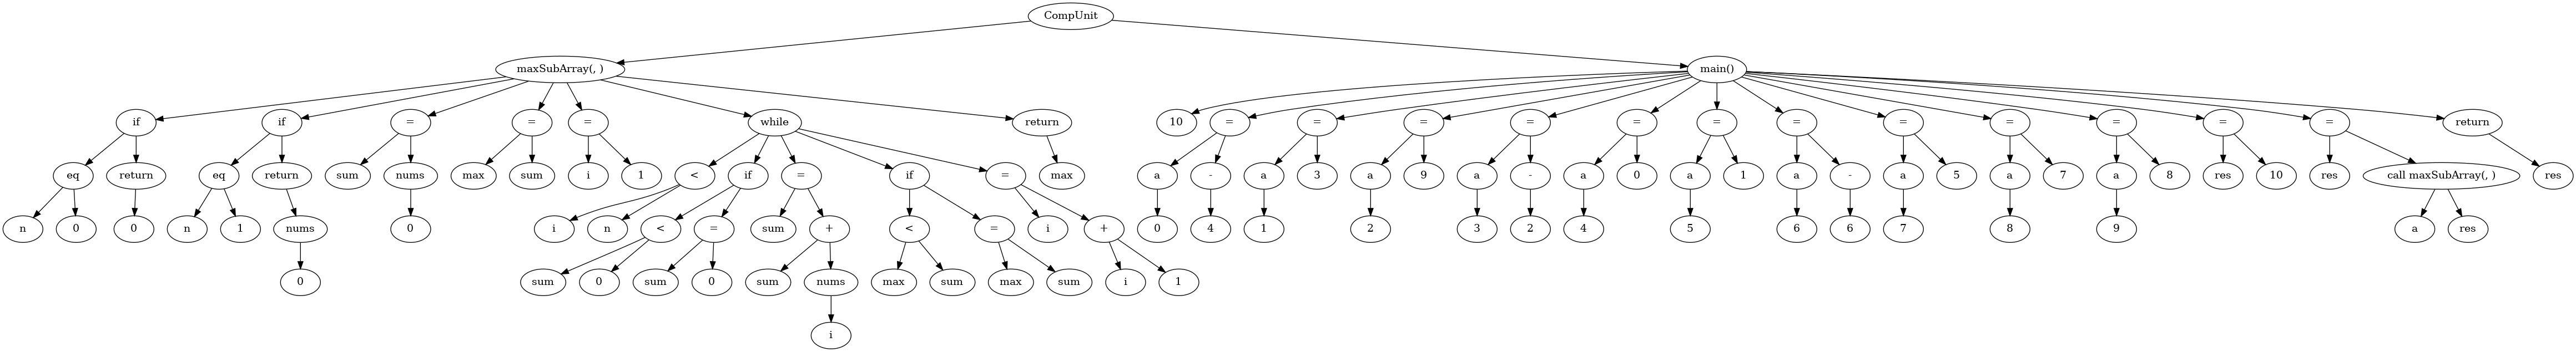 CompUnit
maxSubArray(, ) main()
if if = = = while return 10 = = = = = = = = = = = = return
eq return eq return sum nums max sum i 1 < if = if = max a - a 3 a 9 a - a 0 a 1 a - a 5 a 7 a 8 res 10 res call maxSubArray(, ) res
n 0 0 n 1 nums 0 i n < = sum + < = i + 0 4 1 2 3 2 4 5 6 6 7 8 9 a res
0 sum 0 sum 0 sum nums max sum max sum i 1
i